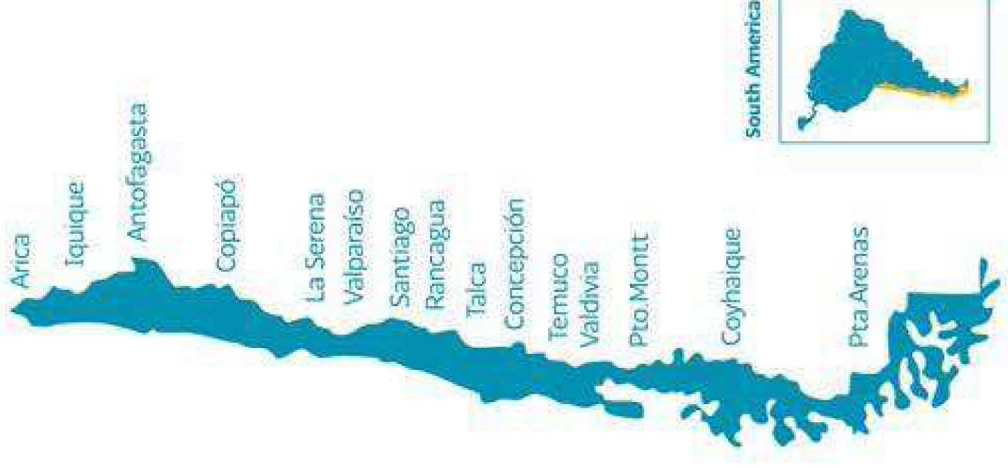 Arica
Iquique
Antofagasta
Copiapó
La Serena
Valparaíso
Santiago
Rancagua
Talca
Concepción
Temuco
Valdivia
Pto.Montt
Coyhaique
Pta.Arenas
South America